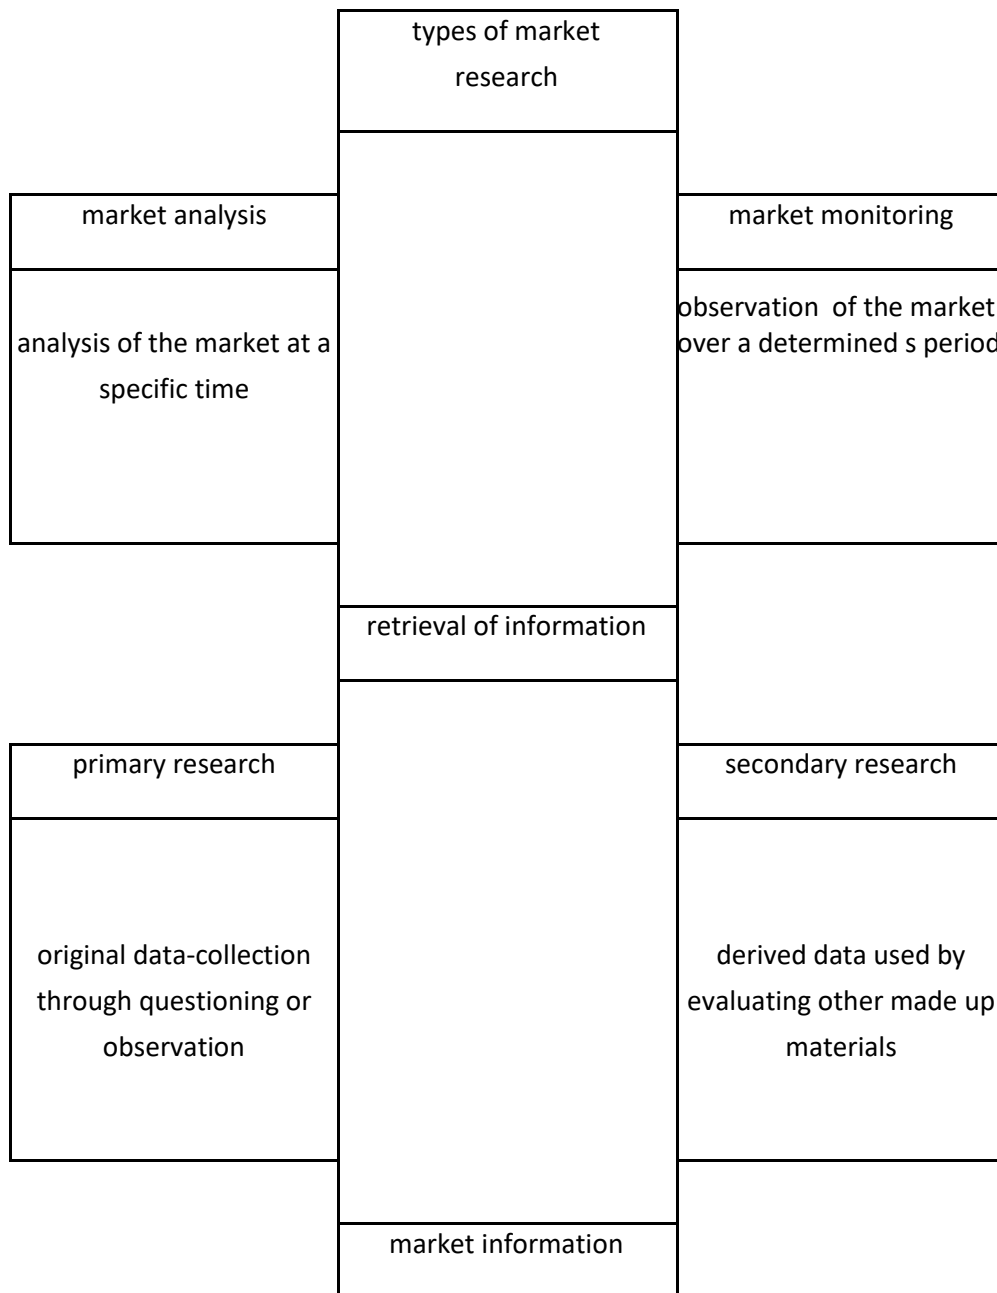 types of market
research
market analysis
market monitoring
analysis of the market at a
specific time
observation  of the market
over a determined s period
retrieval of information
primary research
secondary research
original data-collection
through questioning or
observation
derived data used by
evaluating other made up
materials
market information